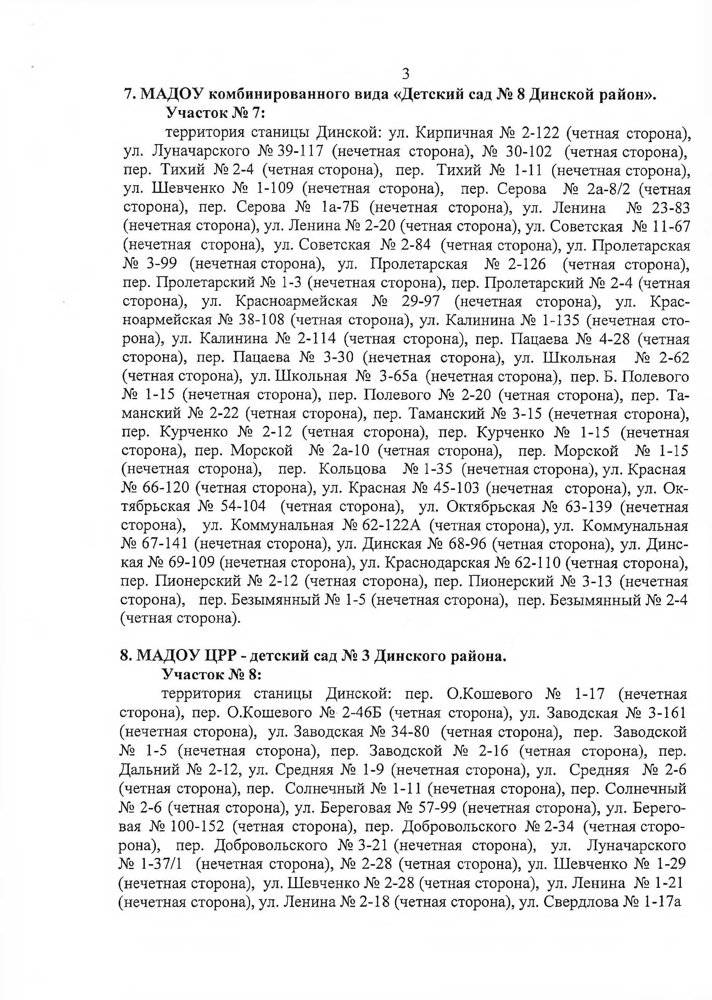 3
7. МАДОУ комбинированного вида «Детский сад № 8 Динской район».
Участок № 7:
территория станицы Динской: ул. Кирпичная № 2-122 (четная сторона),
ул. Луначарского № 39-117 (нечетная сторона), № 30-102 (четная сторона),
пер. Тихий № 2-4 (четная сторона), пер. Тихий № 1-11 (нечетная сторона),
ул. Шевченко № 1-109 (нечетная сторона), пер. Серова № 2а-8/2 (четная
сторона), пер. Серова № 1а-7Б (нечетная сторона), ул. Ленина № 23-83
(нечетная сторона), ул. Ленина № 2-20 (четная сторона), ул. Советская № 11-67
(нечетная сторона), ул. Советская № 2-84 (четная сторона), ул. Пролетарская
№ 3-99 (нечетная сторона), ул. Пролетарская № 2-126 (четная сторона),
пер. Пролетарский № 1-3 (нечетная сторона), пер. Пролетарский № 2-4 (четная
сторона), ул. Красноармейская № 29-97 (нечетная сторона), ул. Крас-
ноармейская № 38-108 (четная сторона), ул. Калинина № 1-135 (нечетная сто-
рона), ул. Калинина № 2-114 (четная сторона), пер. Пацаева № 4-28 (четная
сторона), пер. Пацаева № 3-30 (нечетная сторона), ул. Школьная № 2-62
(четная сторона), ул. Школьная № 3-65а (нечетная сторона), пер. Б. Полевого
№ 1-15 (нечетная сторона), пер. Полевого № 2-20 (четная сторона), пер. Та-
манский № 2-22 (четная сторона), пер. Таманский № 3-15 (нечетная сторона),
пер. Курченко № 2-12 (четная сторона), пер. Курченко № 1-15 (нечетная
сторона), пер. Морской № 2а-10 (четная сторона), пер. Морской № 1-15
(нечетная сторона), пер. Кольцова № 1-35 (нечетная сторона), ул. Красная
№ 66-120 (четная сторона), ул. Красная № 45-103 (нечетная сторона), ул. Ок-
тябрьская № 54-104 (четная сторона), ул. Октябрьская № 63-139 (нечетная
сторона), ул. Коммунальная № 62-122А (четная сторона), ул. Коммунальная
№ 67-141 (нечетная сторона), ул. Динская № 68-96 (четная сторона), ул. Динс-
кая № 69-109 (нечетная сторона), ул. Краснодарская № 62-110 (четная сторона),
пер. Пионерский № 2-12 (четная сторона), пер. Пионерский № 3-13 (нечетная
сторона), пер. Безымянный № 1-5 (нечетная сторона), пер. Безымянный № 2-4
(четная сторона).
8. МАДОУ ЦРР - детский сад № 3 Динского района.
Участок № 8:
территория станицы Динской: пер. О.Кошевого № 1-17 (нечетная
сторона), пер. О.Кошевого № 2-46Б (четная сторона), ул. Заводская № 3-161
(нечетная сторона), ул. Заводская № 34-80 (четная сторона), пер. Заводской
№ 1-5 (нечетная сторона), пер. Заводской № 2-16 (четная сторона), пер.
Дальний № 2-12, ул. Средняя № 1-9 (нечетная сторона), ул. Средняя № 2-6
(четная сторона), пер. Солнечный № 1-11 (нечетная сторона), пер. Солнечный
№ 2-6 (четная сторона), ул. Береговая № 57-99 (нечетная сторона), ул. Берего-
вая № 100-152 (четная сторона), пер. Добровольского № 2-34 (четная сторо-
рона), пер. Добровольского № 3-21 (нечетная сторона), ул. Луначарского
№ 1-37/1 (нечетная сторона), № 2-28 (четная сторона), ул. Шевченко № 1-29
(нечетная сторона), ул. Шевченко № 2-28 (четная сторона), ул. Ленина № 1-21
(нечетная сторона), ул. Ленина № 2-18 (четная сторона), ул. Свердлова № 1-17а